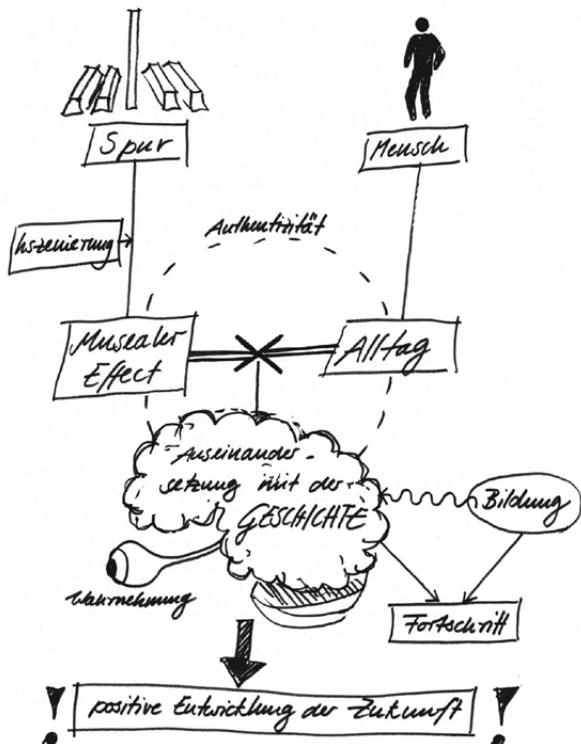 Spur
Mensch
Inszenierung
Authentizität
Musealer
Effect
Alltag
Auseinander-
setzung mit der
GESCHICHTE
Bildung
Wahrnehmung
Fortschritt
! positive Entwicklung der Zukunft !